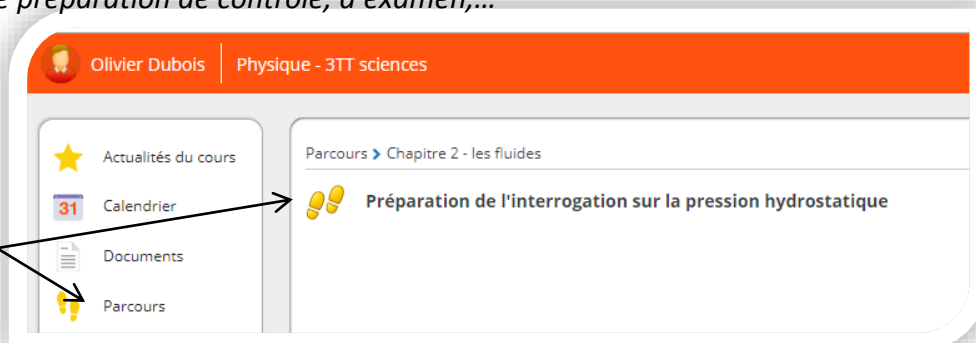 préparation de contrôle, d'examen,...
Olivier Dubois Physique - 3TT sciences
Actualités du cours
31 Calendrier
Documents
Parcours
Parcours > Chapitre 2 - les fluides
Préparation de l'interrogation sur la pression hydrostatique